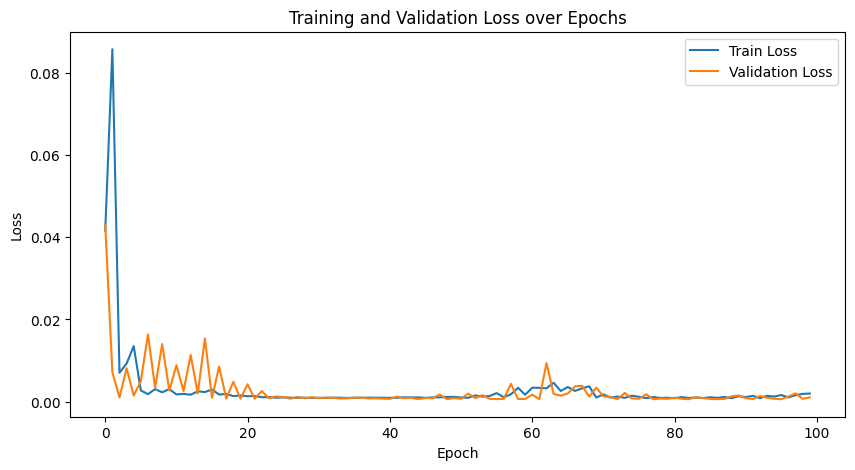 Training and Validation Loss over Epochs
Train Loss
Validation Loss
0.08
0.06
0.04
0.02
0.00
Loss
0
20
40
60
80
100
Epoch